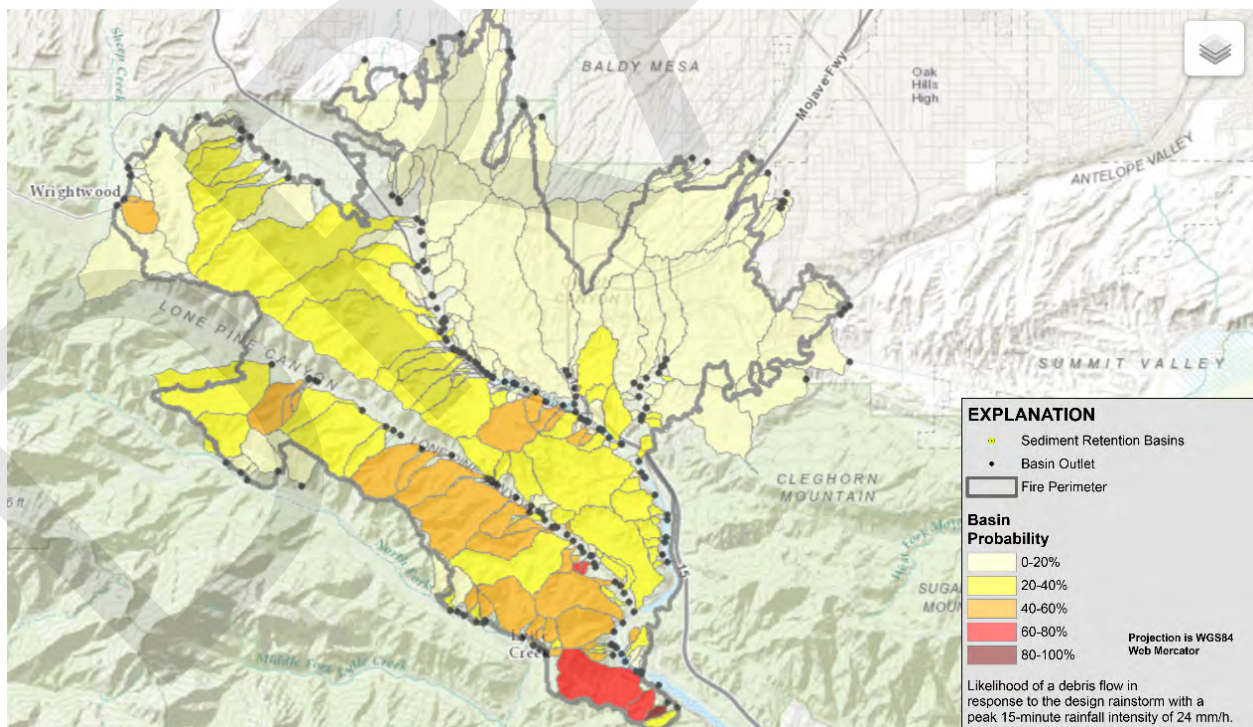 BALDY MESA
Oak
Hills
High
Mojave Fwy
Sheep Creek
ANTELOPE VALLEY
Wrightwood
LONE PINE CANYON
SUMMIT VALLEY
CLEGHORN
MOUNTAIN
15
EXPLANATION
Sediment Retention Basins
Basin Outlet
Fire Perimeter
Basin
Probability
0-20%
20-40%
40-60%
60-80%
80-100%
Projection is WGS84
Web Mercator
Likelihood of a debris flow in
response to the design rainstorm with a
peak 15-minute rainfall intensity of 24 mm/h.